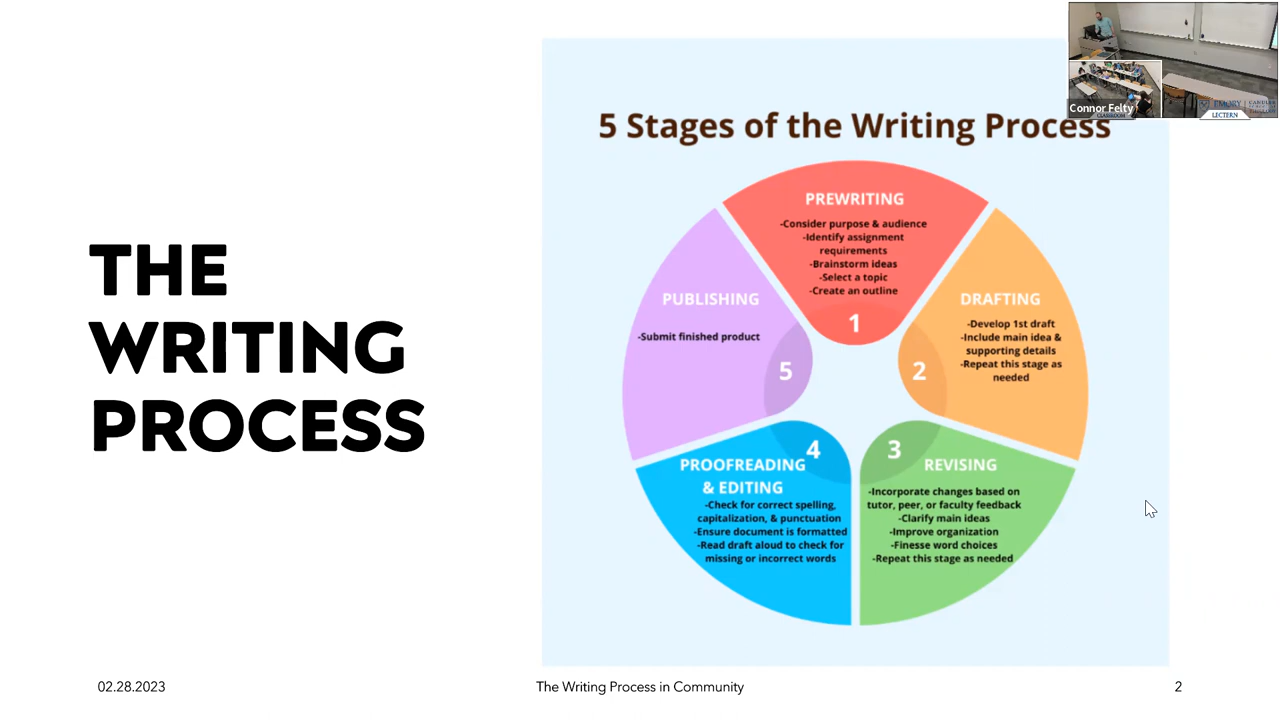 THE
WRITING
PROCESS
5 Stages of the Writing Process
PREWRITING
-Consider purpose & audience
-Identify assignment
requirements
-Brainstorm ideas
-Select a topic
-Create an outline
1
DRAFTING
-Develop 1st draft
-Include main idea &
supporting details
-Repeat this stage as
needed
2
3
REVISING
-Incorporate changes based on
tutor, peer, or faculty feedback
-Clarify main ideas
-Improve organization
-Finesse word choices
-Repeat this stage as needed
4
PROOFREADING
& EDITING
-Check for correct spelling,
capitalization, & punctuation
-Ensure document is formatted
-Read draft aloud to check for
missing or incorrect words
PUBLISHING
-Submit finished product
5
Connor Felty
CLASSROOM
EMORY
LECTERN
02.28.2023
The Writing Process in Community
2